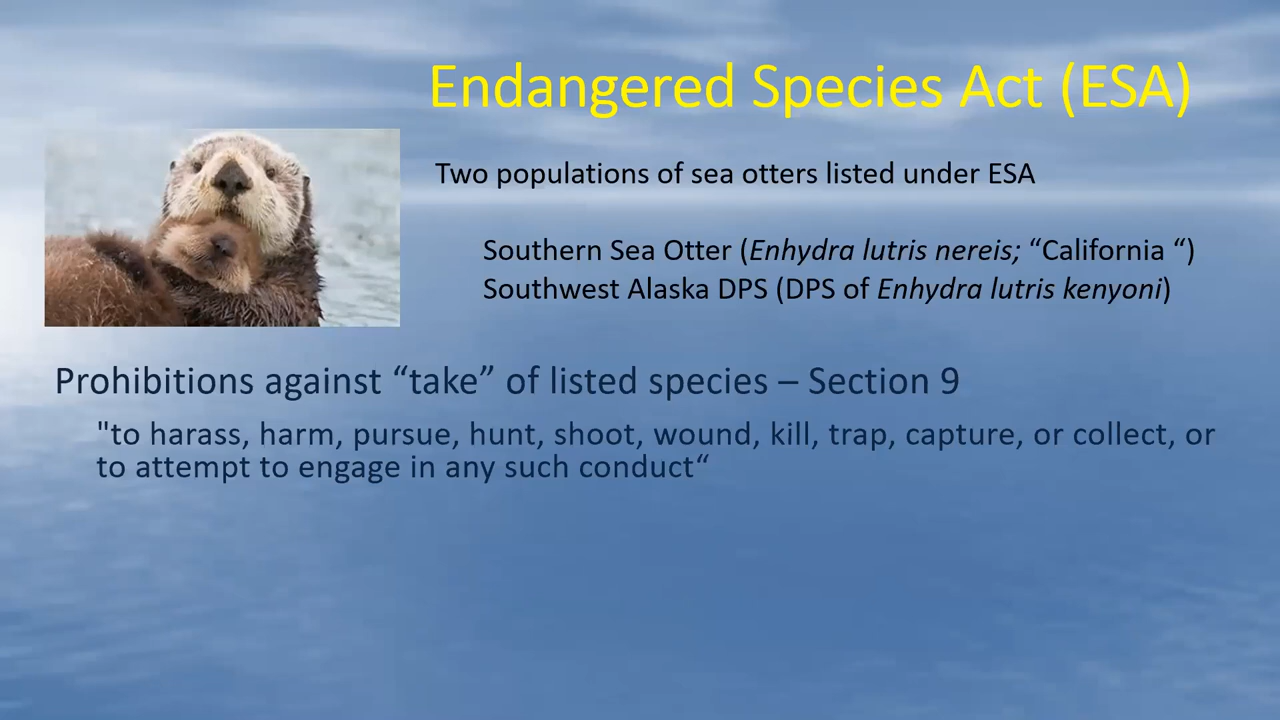 Endangered Species Act (ESA)
Two populations of sea otters listed under ESA
Southern Sea Otter (Enhydra lutris nereis; “California “)
Southwest Alaska DPS (DPS of Enhydra lutris kenyoni)
Prohibitions against “take” of listed species – Section 9
"to harass, harm, pursue, hunt, shoot, wound, kill, trap, capture, or collect, or
to attempt to engage in any such conduct“